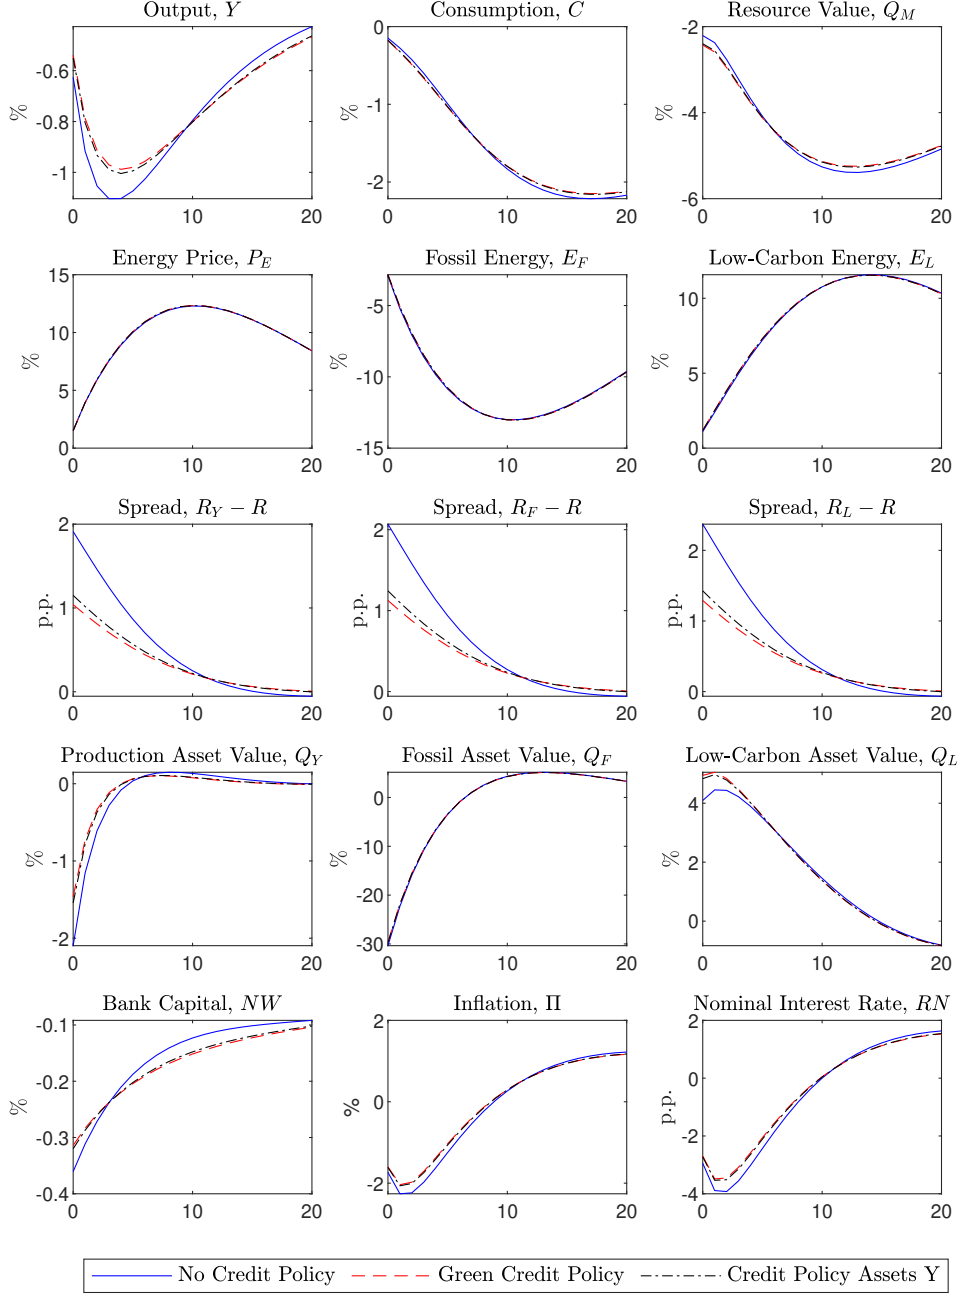 Output, Y
Consumption, C
Resource Value, Q_M
%
-0.6
-0.8
-1
0 10 20
%
0
-1
-2
0 10 20
%
-2
-4
-6
0 10 20
Energy Price, P_E
Fossil Energy, E_F
Low-Carbon Energy, E_L
%
15
10
5
0
0 10 20
%
-5
-10
-15
0 10 20
%
10
5
0
0 10 20
Spread, R_Y − R
Spread, R_F − R
Spread, R_L − R
p.p.
2
1
0
0 10 20
p.p.
2
1
0
0 10 20
p.p.
2
1
0
0 10 20
Production Asset Value, Q_Y
Fossil Asset Value, Q_F
Low-Carbon Asset Value, Q_L
%
0
-1
-2
0 10 20
%
0
-10
-20
-30
0 10 20
%
4
2
0
0 10 20
Bank Capital, NW
Inflation, Π
Nominal Interest Rate, RN
%
-0.1
-0.2
-0.3
-0.4
0 10 20
%
2
0
-2
0 10 20
p.p.
2
0
-2
-4
0 10 20
No Credit Policy Green Credit Policy Credit Policy Assets Y